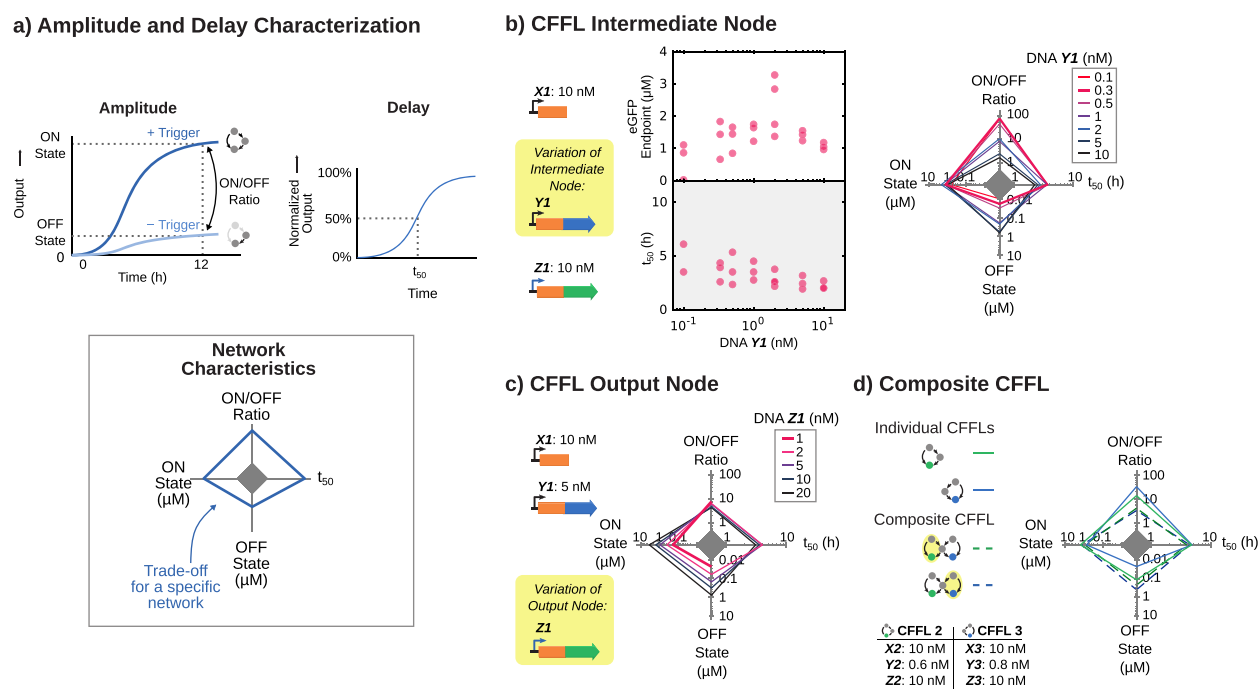 a) Amplitude and Delay Characterization
Amplitude
ON
State
+ Trigger
Output
ON/OFF
Ratio
OFF
State
– Trigger
0
0
12
Time (h)
Delay
Normalized
Output
100%
50%
0%
t50
Time
Network
Characteristics
ON/OFF
Ratio
ON
State
(µM)
t50
OFF
State
(µM)
Trade-off
for a specific
network
b) CFFL Intermediate Node
X1: 10 nM
Variation of
Intermediate
Node:
Y1
Z1: 10 nM
eGFP
Endpoint (µM)
4
3
2
1
0
t50 (h)
10
5
0
10-1
100
101
DNA Y1 (nM)
DNA Y1 (nM)
0.1
0.3
0.5
1
2
5
10
ON/OFF
Ratio
100
10
1
ON
State
(µM)
10 1 0.1
1
10
t50 (h)
0.01
0.1
1
10
OFF
State
(µM)
c) CFFL Output Node
X1: 10 nM
Y1: 5 nM
Variation of
Output Node:
Z1
DNA Z1 (nM)
1
2
5
10
20
ON/OFF
Ratio
100
10
1
ON
State
(µM)
10 1 0.1
1
10
t50 (h)
0.01
0.1
1
10
OFF
State
(µM)
d) Composite CFFL
Individual CFFLs
Composite CFFL
ON/OFF
Ratio
100
10
1
ON
State
(µM)
10 1 0.1
1
10
t50 (h)
0.01
0.1
1
10
OFF
State
(µM)
CFFL 2 CFFL 3
X2: 10 nM X3: 10 nM
Y2: 0.6 nM Y3: 0.8 nM
Z2: 10 nM Z3: 10 nM